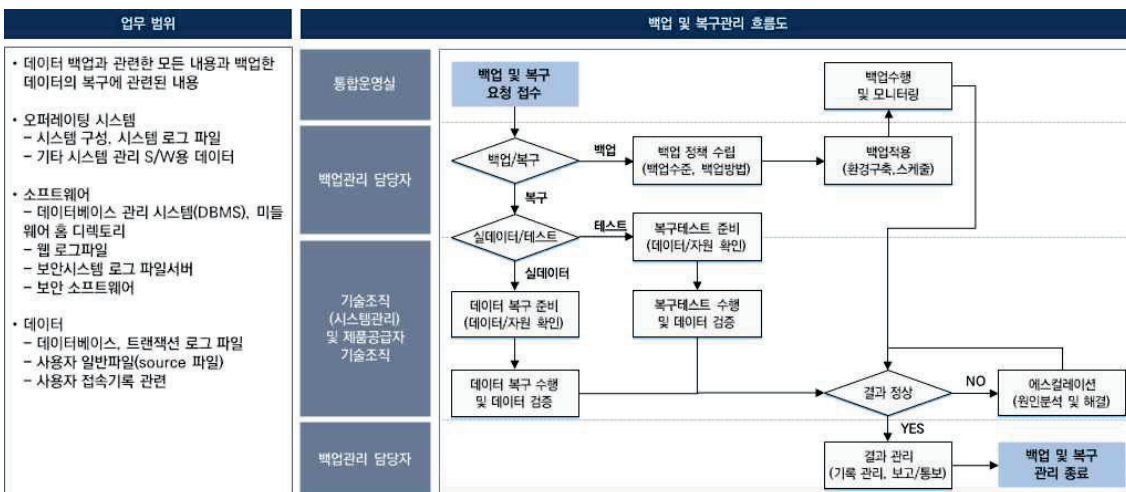 업무 범위
• 데이터 백업과 관련한 모든 내용과 백업한
데이터의 복구에 관련된 내용
• 오퍼레이팅 시스템
– 시스템 구성, 시스템 로그 파일
– 기타 시스템 관리 S/W용 데이터
• 소프트웨어
– 데이터베이스 관리 시스템(DBMS), 미들
웨어 홈 디렉토리
– 웹 로그파일
– 보안시스템 로그 파일서버
– 보안 소프트웨어
• 데이터
– 데이터베이스, 트랜잭션 로그 파일
– 사용자 일반파일(source 파일)
– 사용자 접속기록 관련
백업 및 복구관리 흐름도
통합운영실
백업 및 복구
요청 접수
백업수행
및 모니터링
백업관리 담당자
백업/복구
백업
백업 정책 수립
(백업수준, 백업방법)
백업적용
(환경구축,스케줄)
복구
실데이터/테스트
테스트
복구테스트 준비
(데이터/자원 확인)
실데이터
기술조직
(시스템관리)
및 제품공급자
기술조직
데이터 복구 준비
(데이터/자원 확인)
복구테스트 수행
및 데이터 검증
데이터 복구 수행
및 데이터 검증
결과 정상
NO
에스컬레이션
(원인분석 및 해결)
YES
백업관리 담당자
결과 관리
(기록 관리, 보고/통보)
백업 및 복구
관리 종료